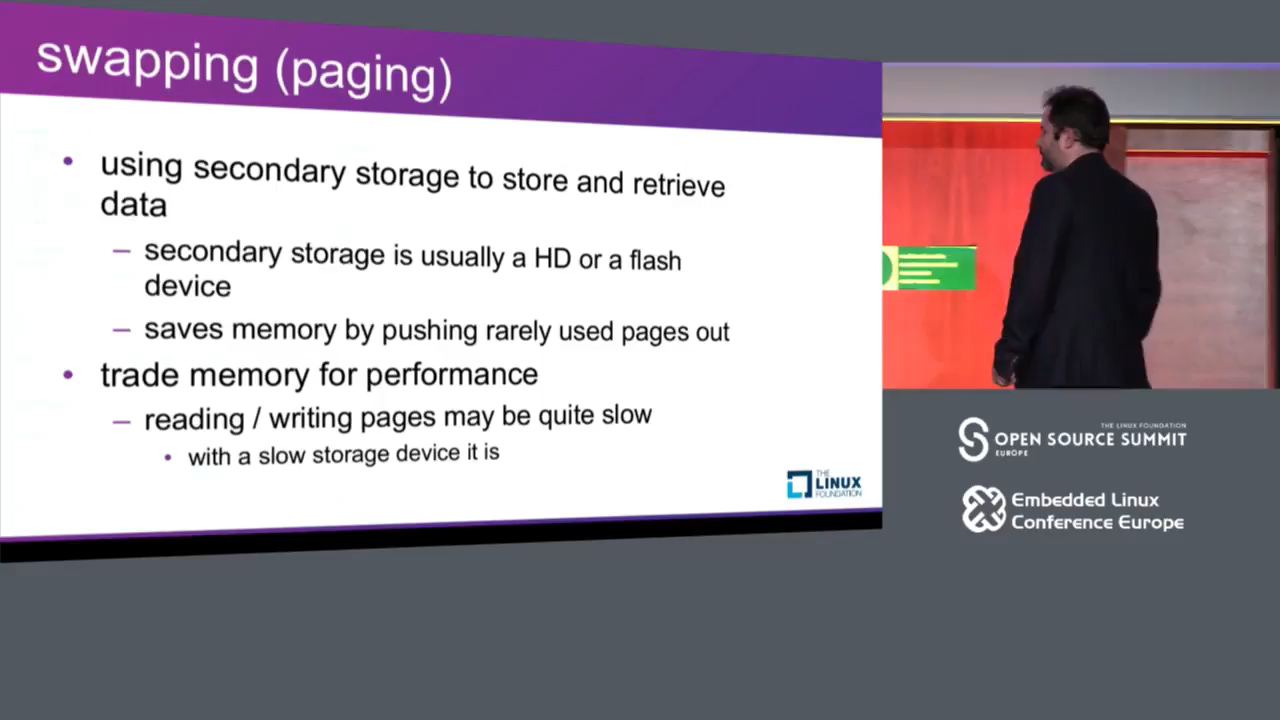 swapping (paging)
• using secondary storage to store and retrieve
data
– secondary storage is usually a HD or a flash
device
– saves memory by pushing rarely used pages out
• trade memory for performance
– reading / writing pages may be quite slow
• with a slow storage device it is
THE
LINUX
FOUNDATION
THE LINUX FOUNDATION
OPEN SOURCE SUMMIT
EUROPE
Embedded Linux
Conference Europe